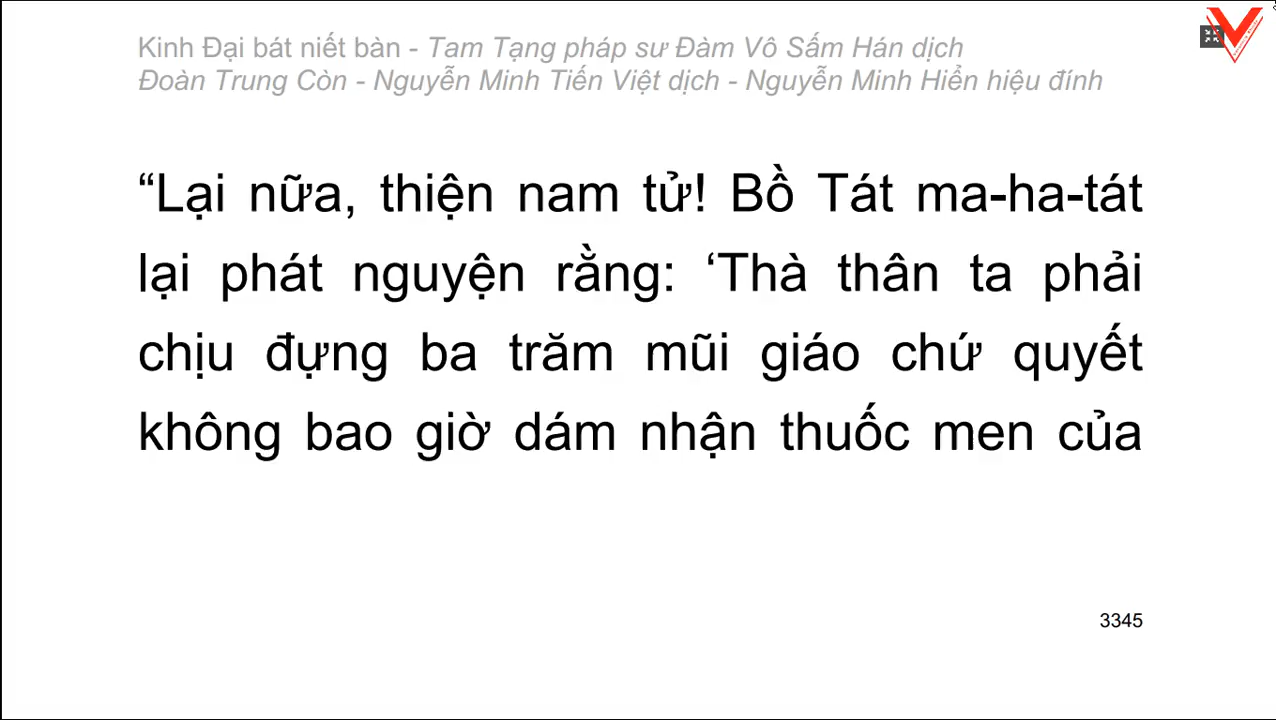 Kinh Đại bát niết bàn - Tam Tạng pháp sư Đàm Vô Sấm Hán dịch
Đoàn Trung Còn - Nguyễn Minh Tiến Việt dịch - Nguyễn Minh Hiển hiệu đính
“Lại nữa, thiện nam tử! Bồ Tát ma-ha-tát
lại phát nguyện rằng: ‘Thà thân ta phải
chịu đựng ba trăm mũi giáo chứ quyết
không bao giờ dám nhận thuốc men của
3345